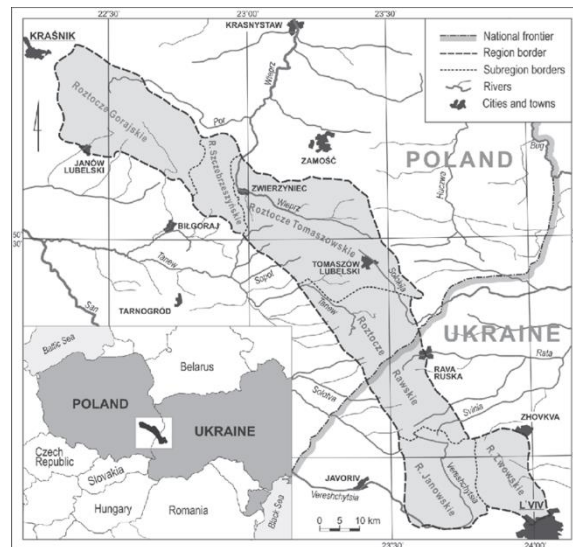 22°30'
23°00'
23°30'
KRASNYSTAW
KRAŚNIK
National frontier
Region border
Subregion borders
Rivers
Cities and towns
Wieprz
Por
Roztocze Gorajskie
R. Szczebrzeszyńskie
ZAMOŚĆ
POLAND
Bug
Huczwa
JANÓW
LUBELSKI
ZWIERZYNIEC
Wieprz
BIŁGORAJ
Roztocze Tomaszowskie
50°
30'
Tanew
TOMASZÓW
LUBELSKI
Sopot
Sołokija
San
TARNOGRÓD
Tanew
Roztocze
Rawskie
UKRAINE
Baltic Sea
Belarus
POLAND
UKRAINE
Czech
Republic
Slovakia
Hungary
Romania
Black Sea
RAVA
RUSKA
Rata
Solotva
Svinia
ZHOVKVA
JAVORIV
Vereshchytsia
R. Janowskie
Vereshchytsia
R. Lwowskie
L'VIV
0 5 10 km
23°30'
24°00'